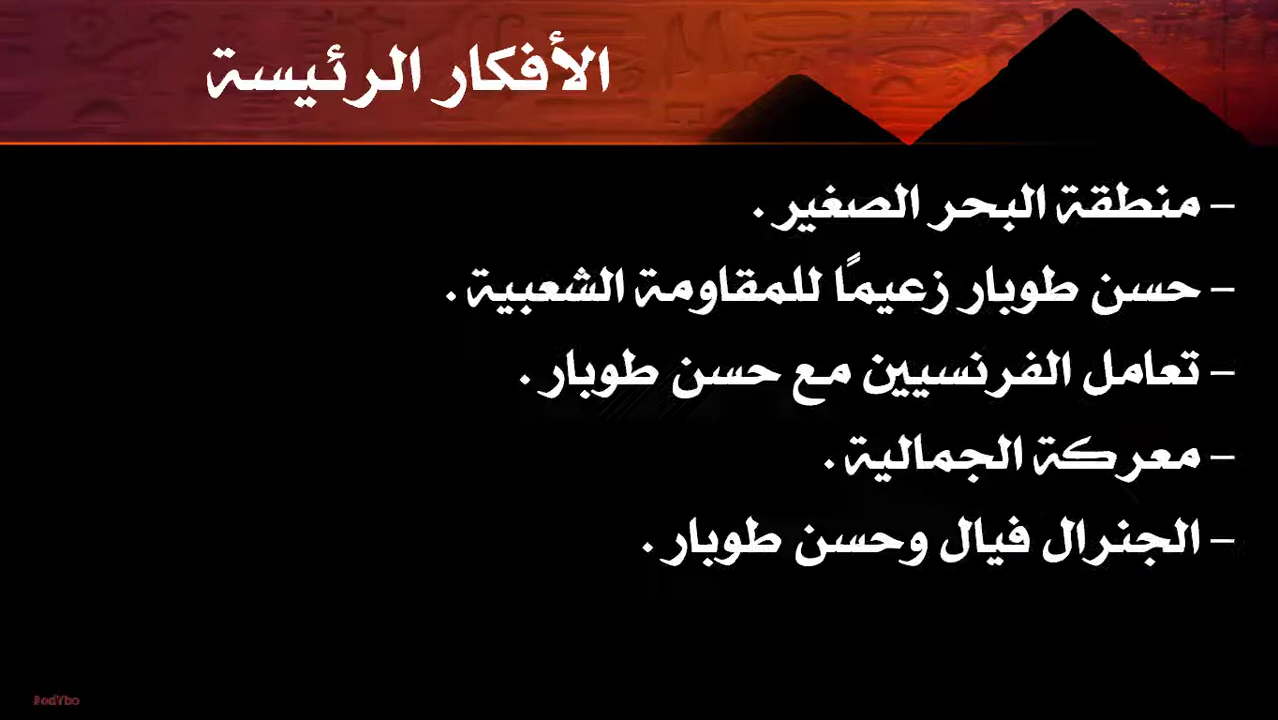 الأفكار الرئيسة
– منطقة البحر الصغير .
– حسن طوبار زعيمًا للمقاومة الشعبية .
– تعامل الفرنسيين مع حسن طوبار .
– معركة الجمالية .
– الجنرال فيال وحسن طوبار .